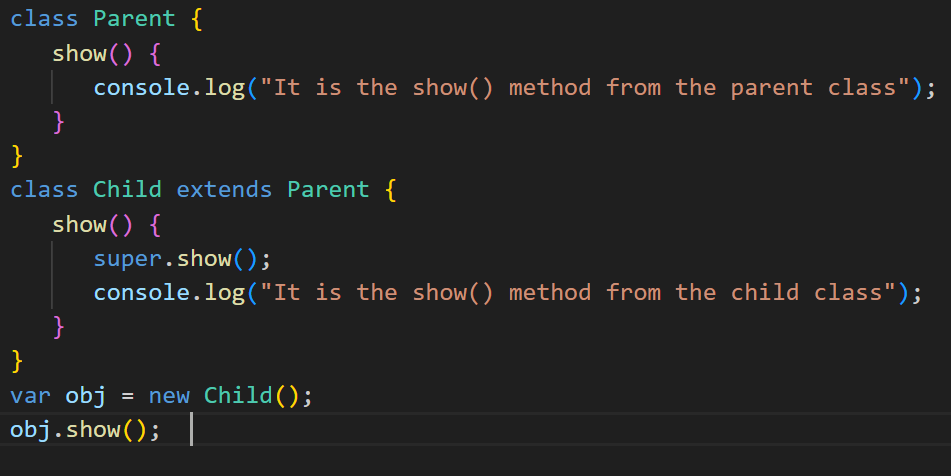 class Parent {
   show() {
      console.log("It is the show() method from the parent class");
   }
}
class Child extends Parent {
   show() {
      super.show();
      console.log("It is the show() method from the child class");
   }
}
var obj = new Child();
obj.show();